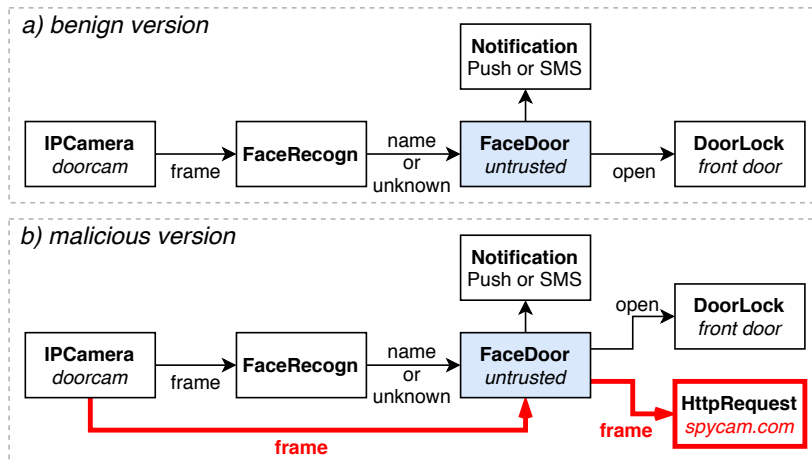 a) benign version
Notification
Push or SMS
IPCamera
doorcam
frame
FaceRecogn
name
or
unknown
FaceDoor
untrusted
open
DoorLock
front door
b) malicious version
Notification
Push or SMS
open
DoorLock
front door
IPCamera
doorcam
frame
FaceRecogn
name
or
unknown
FaceDoor
untrusted
HttpRequest
spycam.com
frame
frame